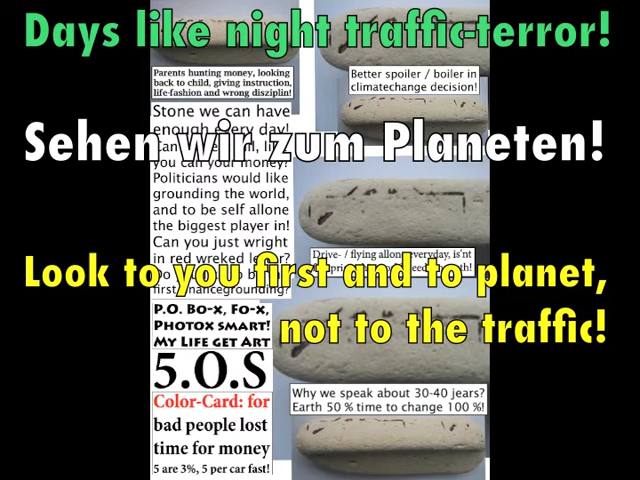 Days like night traffic-terror!
Parents hunting money, looking
back to child, giving instruction,
life-fashion and wrong disziplin!
Better spoiler / boiler in
climatechange decision!
Stone we can have
enough every day!
Sehen wir zum Planeten!
you can your money?
Politicians would like
grounding the world,
and to be self allone
the biggest player in!
Can you just wright
in red wreked
Drive- / flying allone everyday, is'nt
Look to you first and to planet,
not to the traffic!
P.O. Bo-x, Fo-x,
Photox smart!
My Life get Art
5.O.S
Color-Card: for
bad people lost
time for money
5 are 3%, 5 per car fast!
Why we speak about 30-40 jears?
Earth 50 % time to change 100 %!